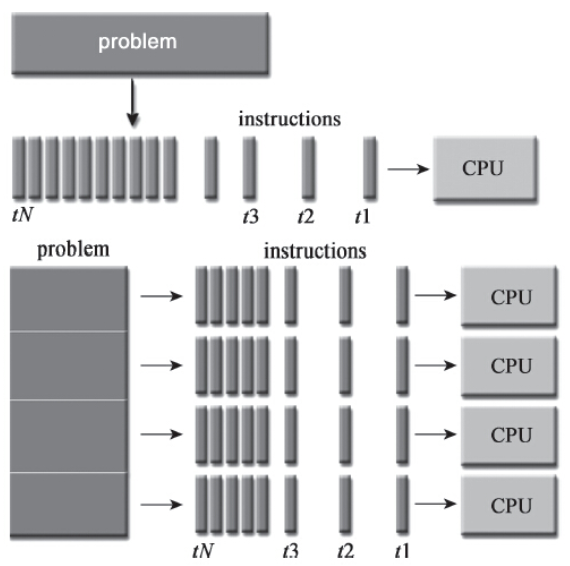 problem
instructions
CPU
tN t3 t2 t1
problem instructions
CPU
CPU
CPU
CPU
tN t3 t2 t1